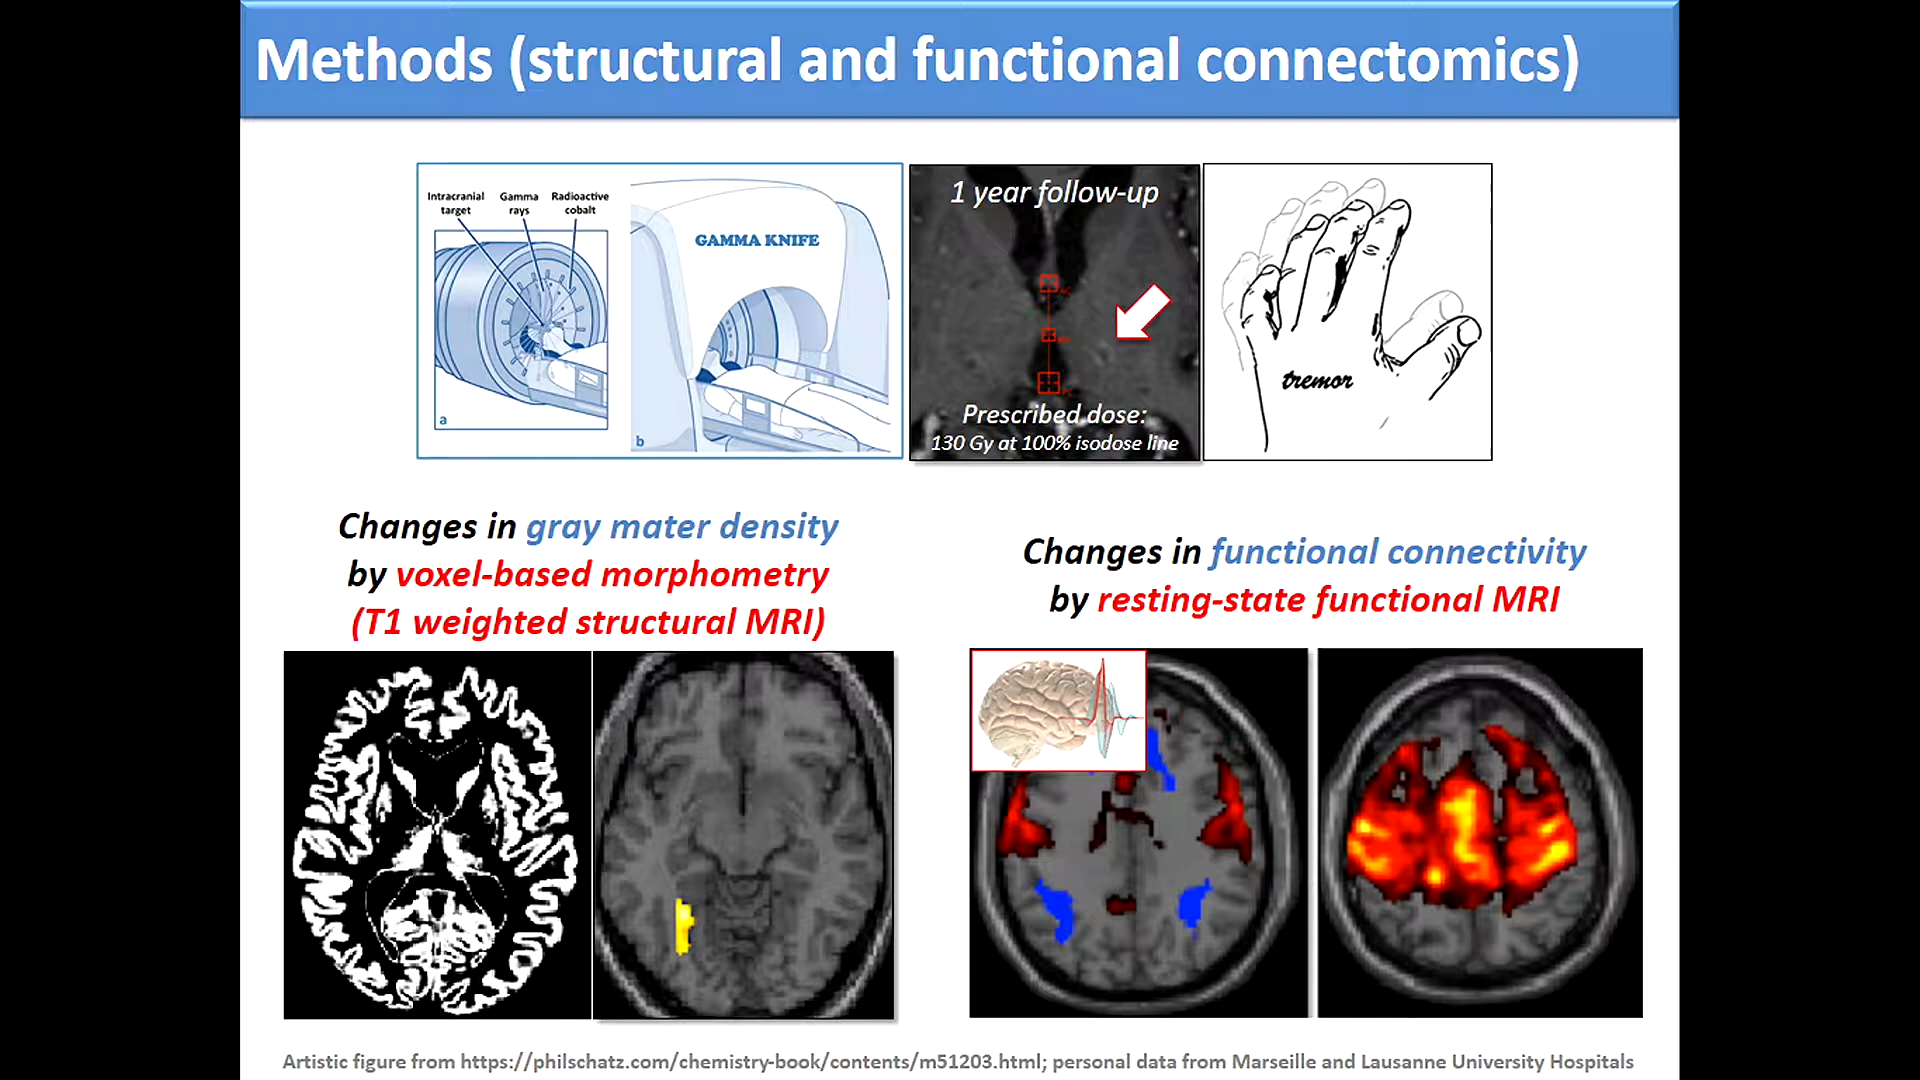 Methods (structural and functional connectomics)
Intracranial target
Gamma rays
Radioactive cobalt
a
GAMMA KNIFE
b
1 year follow-up
Prescribed dose:
130 Gy at 100% isodose line
tremor
Changes in gray mater density
by voxel-based morphometry
(T1 weighted structural MRI)
Changes in functional connectivity
by resting-state functional MRI
Artistic figure from https://philschatz.com/chemistry-book/contents/m51203.html; personal data from Marseille and Lausanne University Hospitals